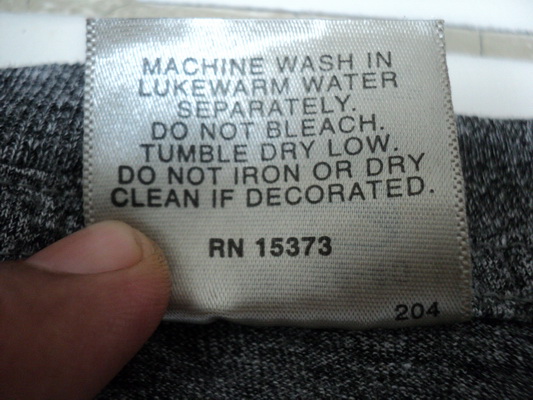 MACHINE WASH IN
LUKEWARM WATER
SEPARATELY.
DO NOT BLEACH.
TUMBLE DRY LOW.
DO NOT IRON OR DRY
CLEAN IF DECORATED.
RN 15373
204